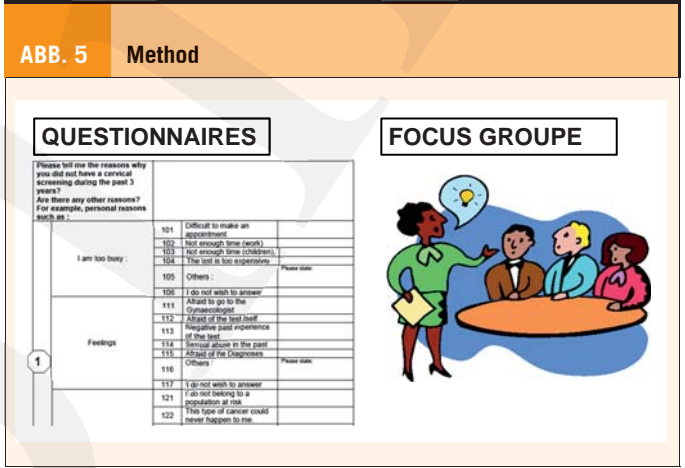 ABB. 5 Method
QUESTIONNAIRES
FOCUS GROUPE
Please tell me the reasons why
you did not have a cervical
screening during the past 3
years?
Are there any other reasons?
For example, personal reasons
such as :
I am too busy :
101 Difficult to make an
appointment
102 Not enough time (work)
103 Not enough time (children)
104 The test is too expensive
105 Others : Please state:
106 I do not wish to answer
1
Feelings
111 Afraid to go to the
Gynaecologist
112 Afraid of the test itself
113 Negative past experience
of the test
114 Sexual abuse in the past
115 Afraid of the Diagnoses
116 Others : Please state:
117 I do not wish to answer
121 I do not belong to a
population at risk
122 This type of cancer could
never happen to me.